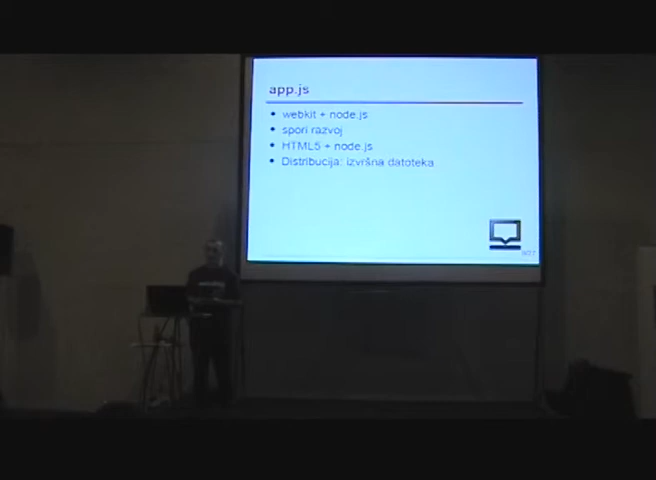 app.js
webkit + node.js
spori razvoj
HTML5 + node.js
Distribucija: izvršna datoteka